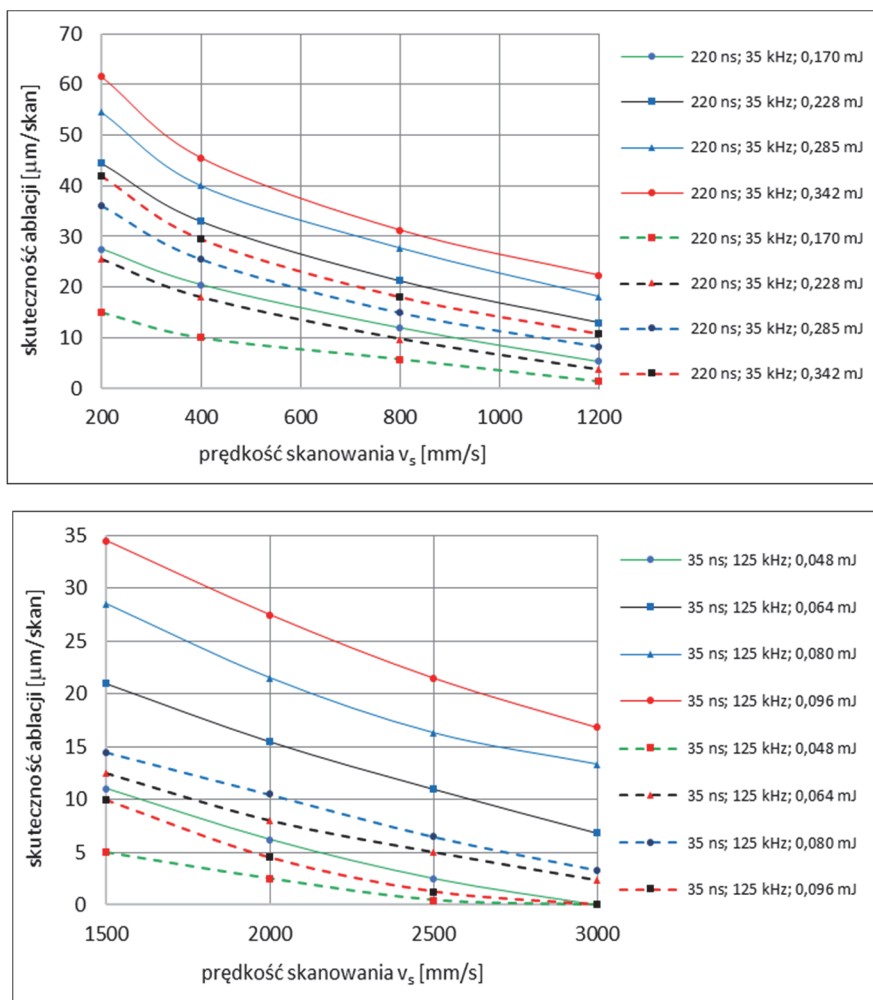 70
60
50
40
30
20
10
0
skuteczność ablacji [μm/skan]
200 400 600 800 1000 1200
prędkość skanowania vs [mm/s]
220 ns; 35 kHz; 0,170 mJ
220 ns; 35 kHz; 0,228 mJ
220 ns; 35 kHz; 0,285 mJ
220 ns; 35 kHz; 0,342 mJ
220 ns; 35 kHz; 0,170 mJ
220 ns; 35 kHz; 0,228 mJ
220 ns; 35 kHz; 0,285 mJ
220 ns; 35 kHz; 0,342 mJ
35
30
25
20
15
10
5
0
skuteczność ablacji [μm/skan]
1500 2000 2500 3000
prędkość skanowania vs [mm/s]
35 ns; 125 kHz; 0,048 mJ
35 ns; 125 kHz; 0,064 mJ
35 ns; 125 kHz; 0,080 mJ
35 ns; 125 kHz; 0,096 mJ
35 ns; 125 kHz; 0,048 mJ
35 ns; 125 kHz; 0,064 mJ
35 ns; 125 kHz; 0,080 mJ
35 ns; 125 kHz; 0,096 mJ